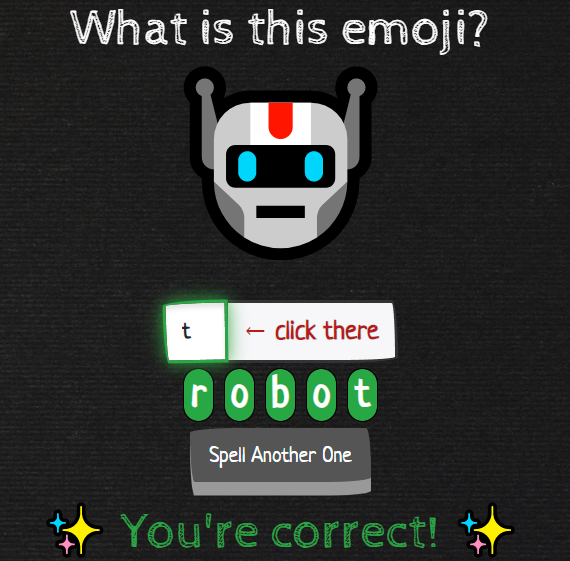 What is this emoji?
t
← click there
r o b o t
Spell Another One
You're correct!